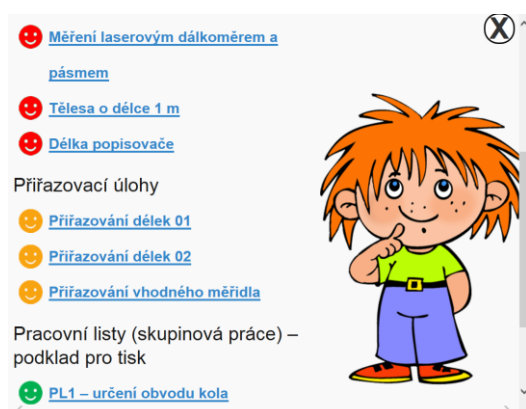 Měření laserovým dálkoměrem a
pásmem
Tělesa o délce 1 m
Délka popisovače
Přiřazovací úlohy
Přiřazování délek 01
Přiřazování délek 02
Přiřazování vhodného měřidla
Pracovní listy (skupinová práce) –
podklad pro tisk
PL1 – určení obvodu kola